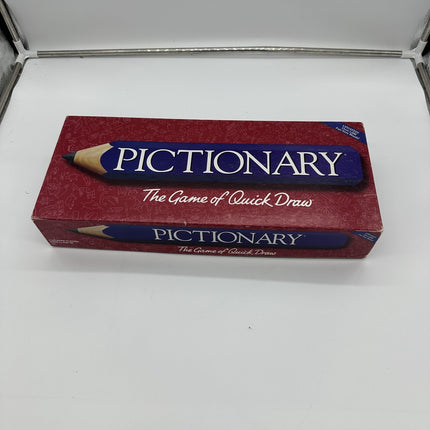 PICTIONARY
The Game of Quick Draw
PICTIONARY
The Game of Quick Draw